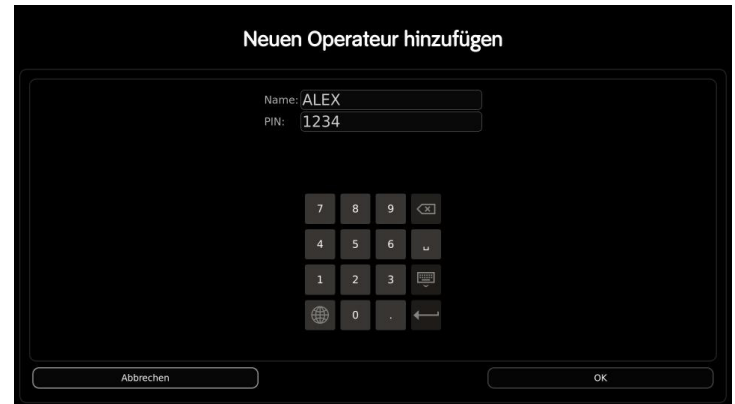 Neuen Operateur hinzufügen
Name: ALEX
PIN: 1234
7 8 9
4 5 6
1 2 3
0 .
Abbrechen OK